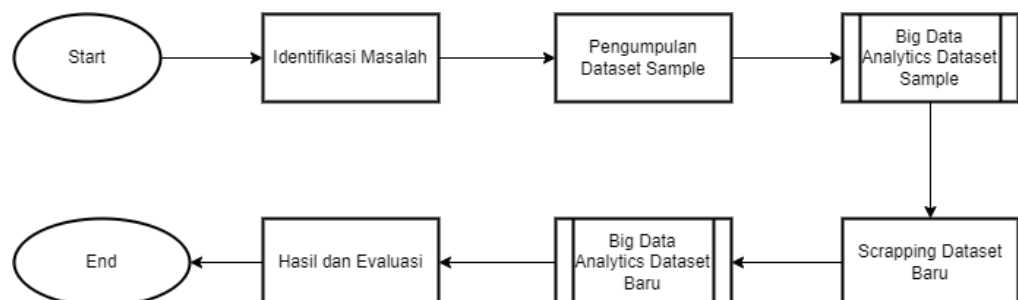 Start
Identifikasi Masalah
Pengumpulan
Dataset Sample
Big Data
Analytics Dataset
Sample
Scrapping Dataset
Baru
Big Data
Analytics Dataset
Baru
Hasil dan Evaluasi
End